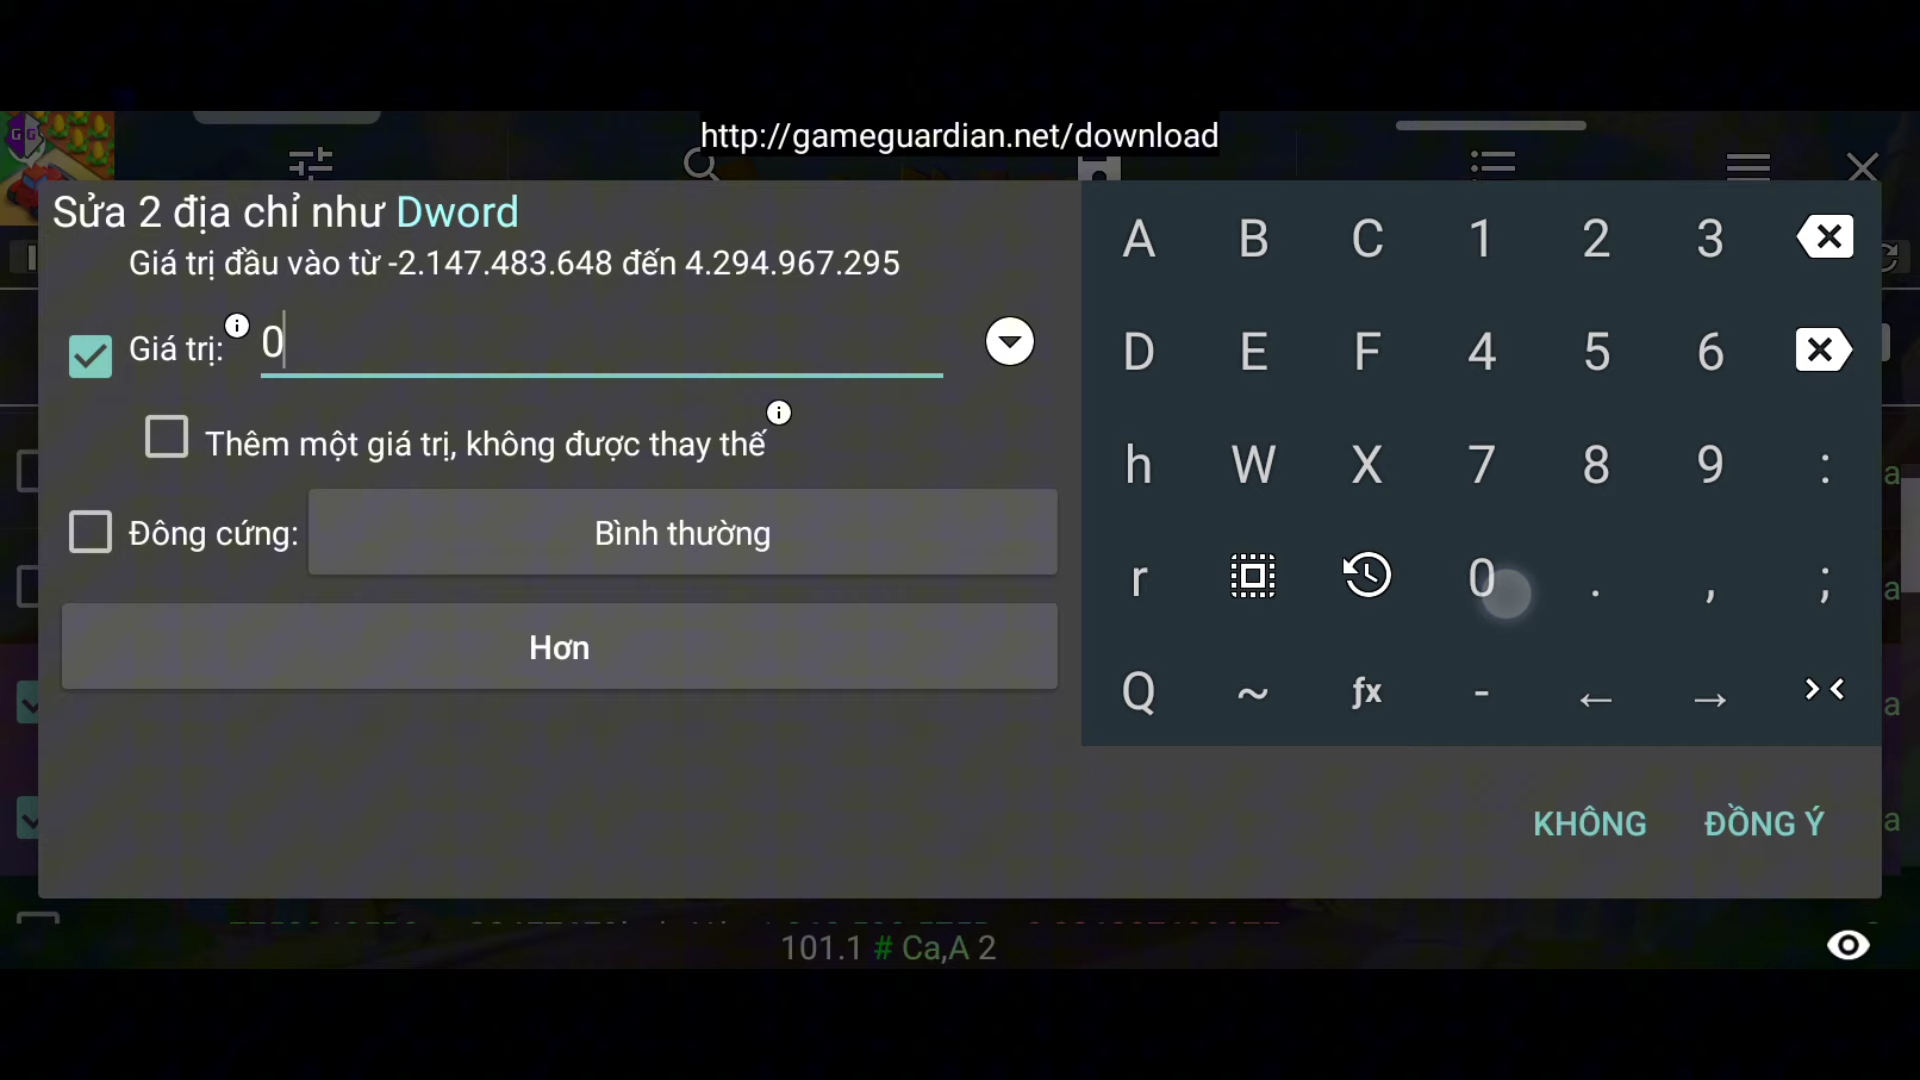 http://gameguardian.net/download
Sửa 2 địa chỉ như Dword
Giá trị đầu vào từ -2.147.483.648 đến 4.294.967.295
Giá trị: 0
Thêm một giá trị, không được thay thế
Đông cứng: Bình thường
Hơn
A B C 1 2 3
D E F 4 5 6
h W X 7 8 9 :
r 0 . , ;
Q ~ ƒx - ← → > <
KHÔNG ĐỒNG Ý
101.1 # Ca,A 2